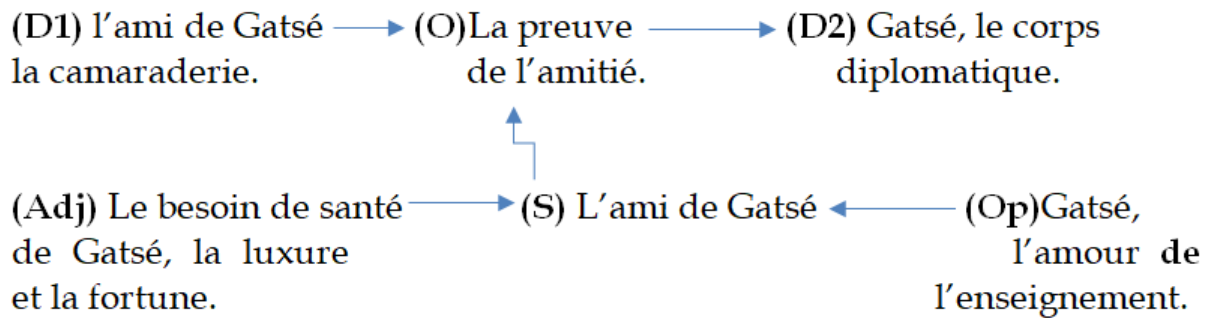 (D1) l’ami de Gatsé (O)La preuve (D2) Gatsé, le corps
la camaraderie. de l’amitié. diplomatique.
(Adj) Le besoin de santé (S) L’ami de Gatsé (Op)Gatsé,
de Gatsé, la luxure l’amour de
et la fortune. l’enseignement.